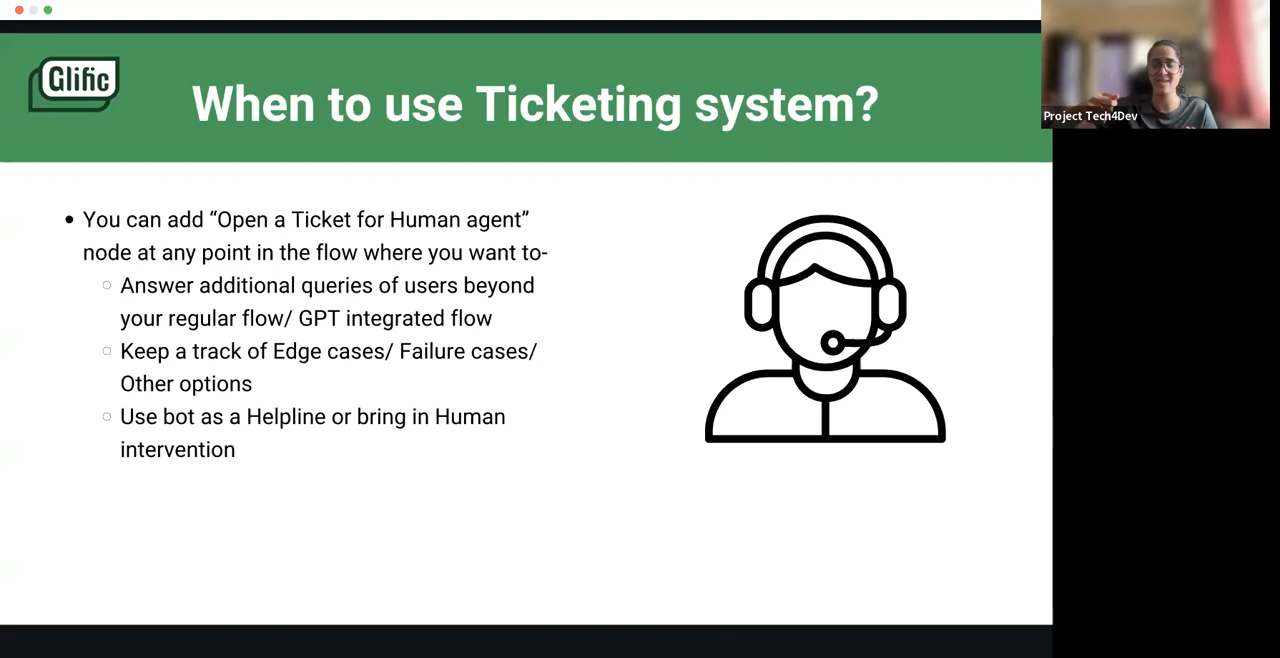 Glific
When to use Ticketing system?
Project Tech4Dev
You can add “Open a Ticket for Human agent”
node at any point in the flow where you want to-
Answer additional queries of users beyond
your regular flow/ GPT integrated flow
Keep a track of Edge cases/ Failure cases/
Other options
Use bot as a Helpline or bring in Human
intervention